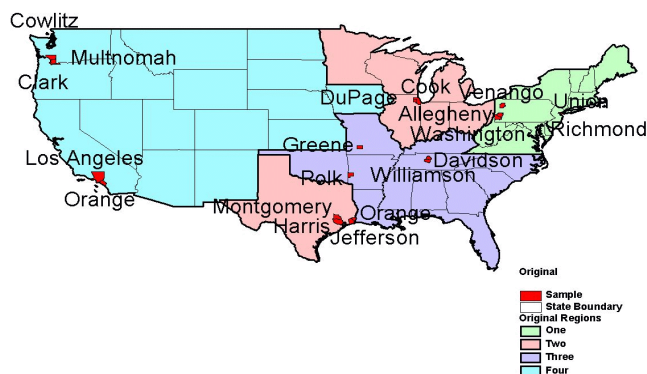 Cowlitz
Multnomah
Clark
DuPage
Cook
Venango
Allegheny
Union
Washington
Richmond
Greene
Davidson
Los Angeles
Polk
Williamson
Orange
Montgomery
Orange
Harris
Jefferson
Original
Sample
State Boundary
Original Regions
One
Two
Three
Four